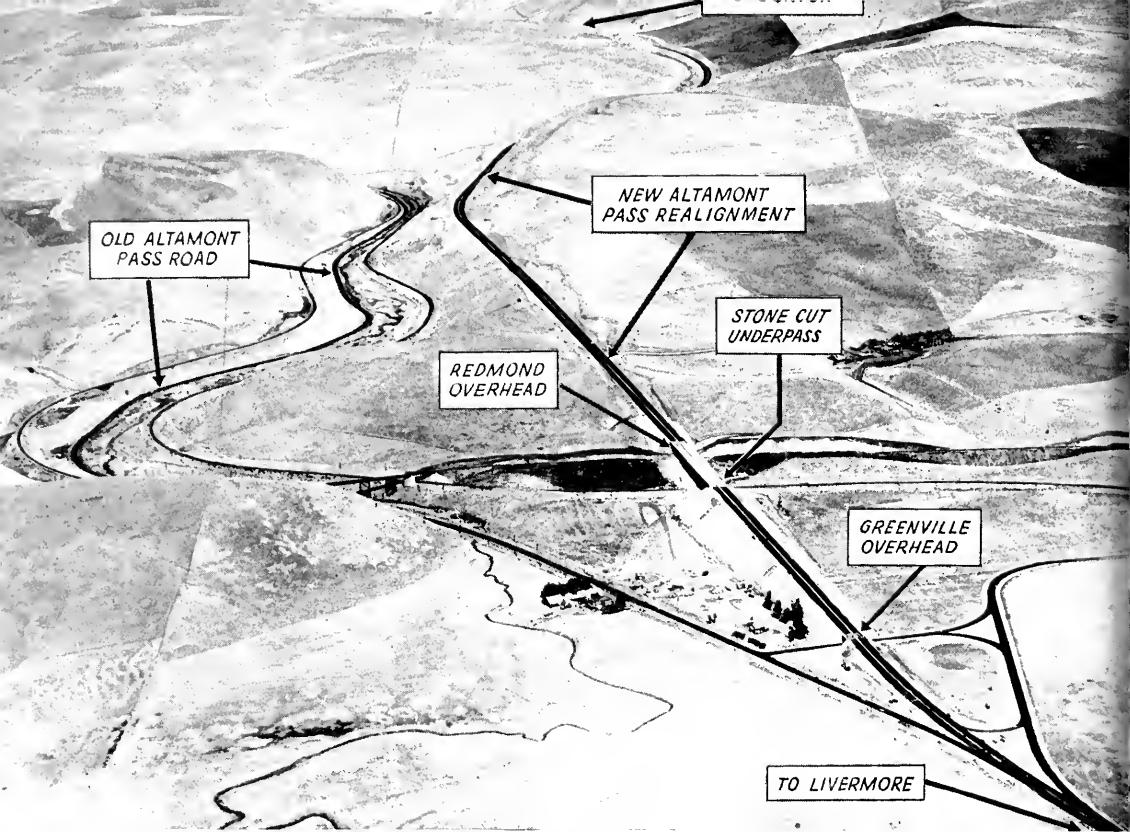 NEW ALTAMONT
PASS REALIGNMENT
OLD ALTAMONT
PASS ROAD
STONE CUT
UNDERPASS
REDMOND
OVERHEAD
GREENVILLE
OVERHEAD
TO LIVERMORE